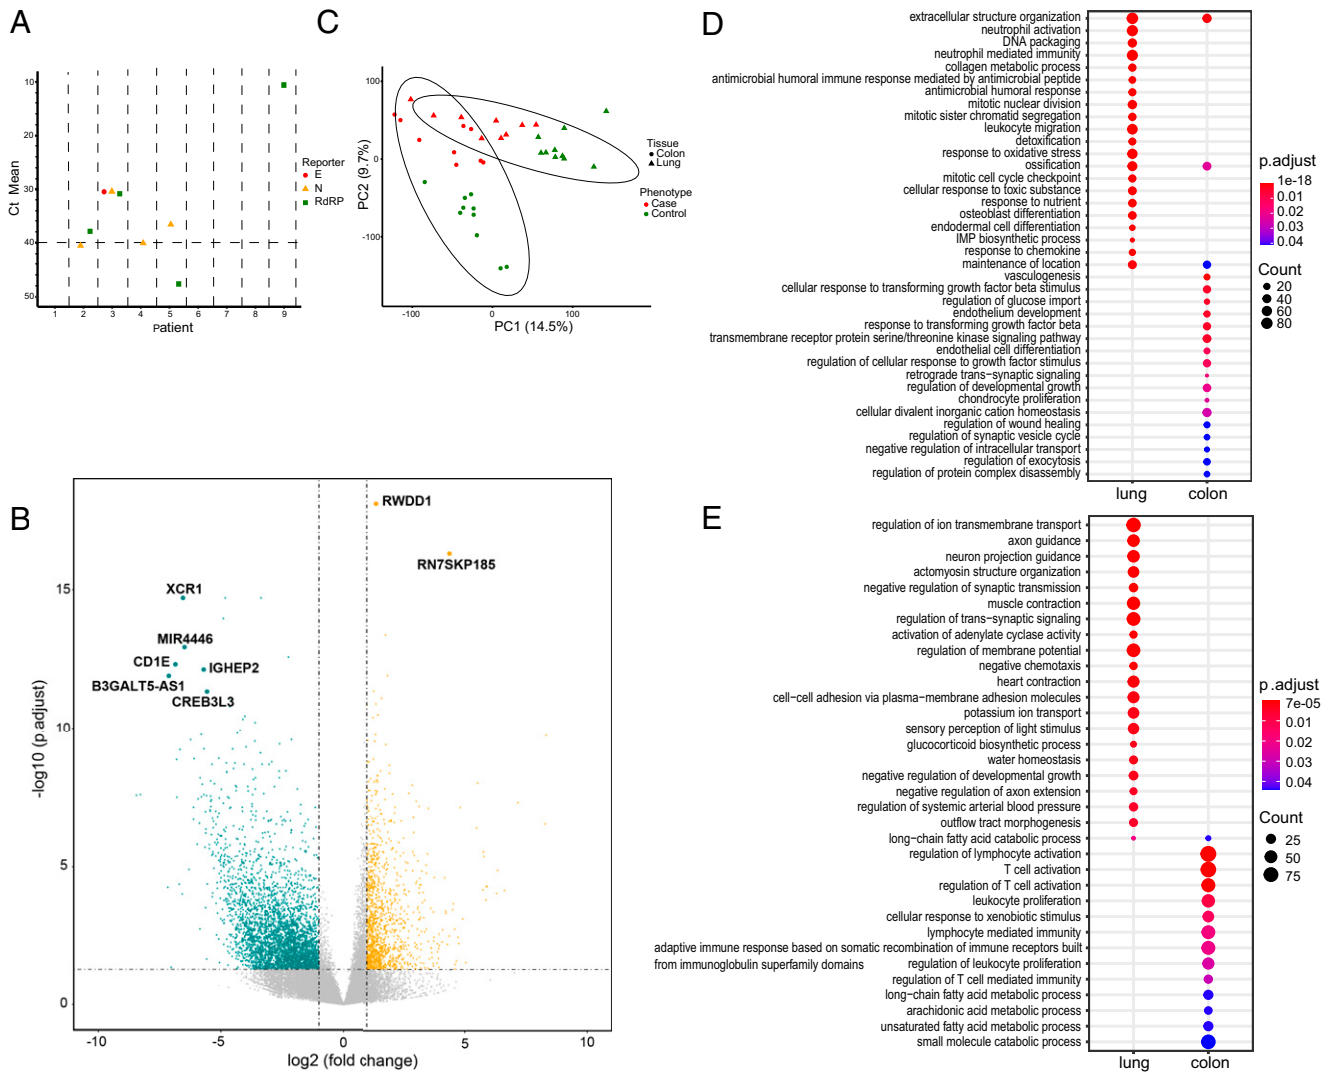 A
10
20
30
40
50
Ct Mean
1 2 3 4 5 6 7 8 9
Patient
Reporter
E
N
RdRP
C
100
0
-100
PC2 (9.7%)
-100 0 100
PC1 (14.5%)
Tissue
Colon
Lung
Phenotype
Case
Control
B
RWDD1
RN7SKP185
XCR1
MIR4446
CD1E
IGHEP2
B3GALT5-AS1
CREB3L3
15
10
5
0
-log10 (p.adjust)
-10 -5 0 5 10
log2 (fold change)
D
extracellular structure organization
neutrophil activation
DNA packaging
neutrophil mediated immunity
collagen metabolic process
antimicrobial humoral immune response mediated by antimicrobial peptide
antimicrobial humoral response
mitotic nuclear division
mitotic sister chromatid segregation
leukocyte migration
detoxification
response to oxidative stress
ossification
mitotic cell cycle checkpoint
cellular response to toxic substance
response to nutrient
osteoblast differentiation
endodermal cell differentiation
IMP biosynthetic process
response to chemokine
maintenance of location
vasculogenesis
cellular response to transforming growth factor beta stimulus
regulation of glucose import
endothelium development
response to transforming growth factor beta
transmembrane receptor protein serine/threonine kinase signaling pathway
endothelial cell differentiation
regulation of cellular response to growth factor stimulus
retrograde trans−synaptic signaling
regulation of developmental growth
chondrocyte proliferation
cellular divalent inorganic cation homeostasis
regulation of wound healing
regulation of synaptic vesicle cycle
negative regulation of intracellular transport
regulation of exocytosis
regulation of protein complex disassembly
lung colon
p.adjust
1e-18
0.01
0.02
0.03
0.04
Count
20
40
60
80
E
regulation of ion transmembrane transport
axon guidance
neuron projection guidance
actomyosin structure organization
negative regulation of synaptic transmission
muscle contraction
regulation of trans−synaptic signaling
activation of adenylate cyclase activity
regulation of membrane potential
negative chemotaxis
heart contraction
cell−cell adhesion via plasma−membrane adhesion molecules
potassium ion transport
sensory perception of light stimulus
glucocorticoid biosynthetic process
water homeostasis
negative regulation of developmental growth
negative regulation of axon extension
regulation of systemic arterial blood pressure
outflow tract morphogenesis
long−chain fatty acid catabolic process
regulation of lymphocyte activation
T cell activation
regulation of T cell activation
leukocyte proliferation
cellular response to xenobiotic stimulus
lymphocyte mediated immunity
adaptive immune response based on somatic recombination of immune receptors built
from immunoglobulin superfamily domains
regulation of leukocyte proliferation
regulation of T cell mediated immunity
long−chain fatty acid metabolic process
arachidonic acid metabolic process
unsaturated fatty acid metabolic process
small molecule catabolic process
lung colon
p.adjust
7e-05
0.01
0.02
0.03
0.04
Count
25
50
75